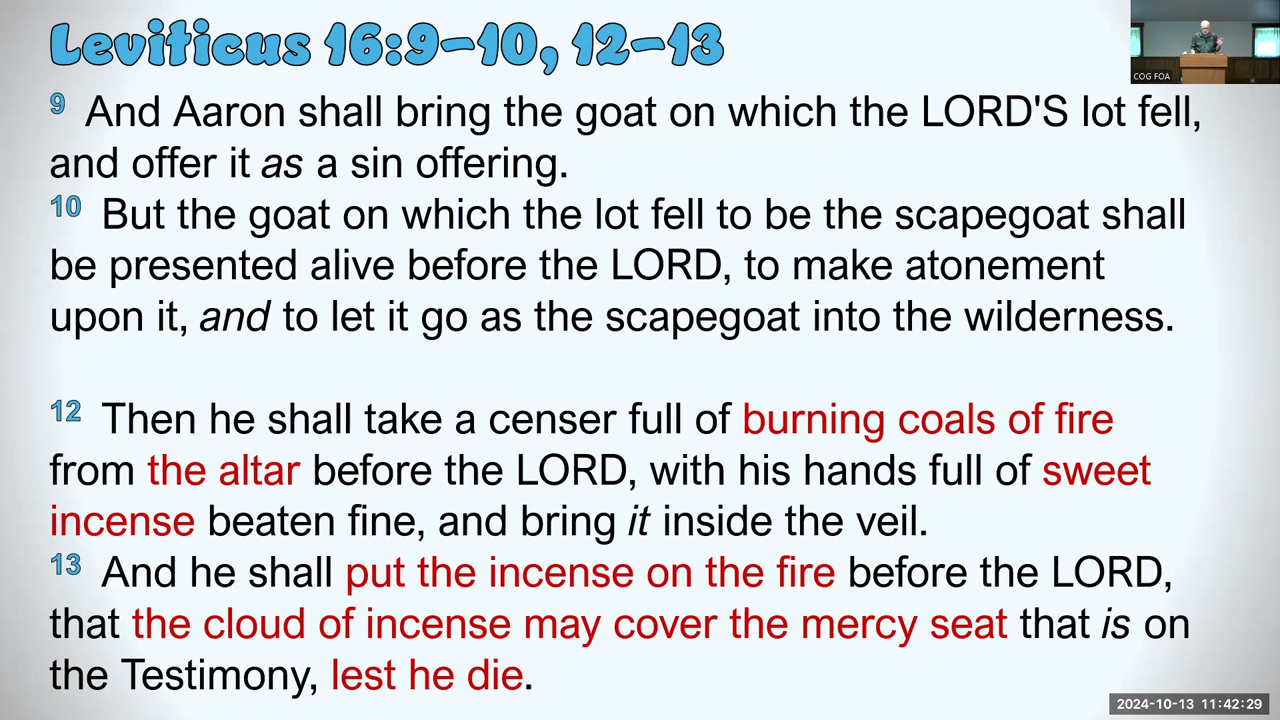 Leviticus 16:9–10, 12–13
COG FOA
9 And Aaron shall bring the goat on which the LORD'S lot fell,
and offer it as a sin offering.
10 But the goat on which the lot fell to be the scapegoat shall
be presented alive before the LORD, to make atonement
upon it, and to let it go as the scapegoat into the wilderness.
12 Then he shall take a censer full of burning coals of fire
from the altar before the LORD, with his hands full of sweet
incense beaten fine, and bring it inside the veil.
13 And he shall put the incense on the fire before the LORD,
that the cloud of incense may cover the mercy seat that is on
the Testimony, lest he die.
2024-10-13 11:42:29